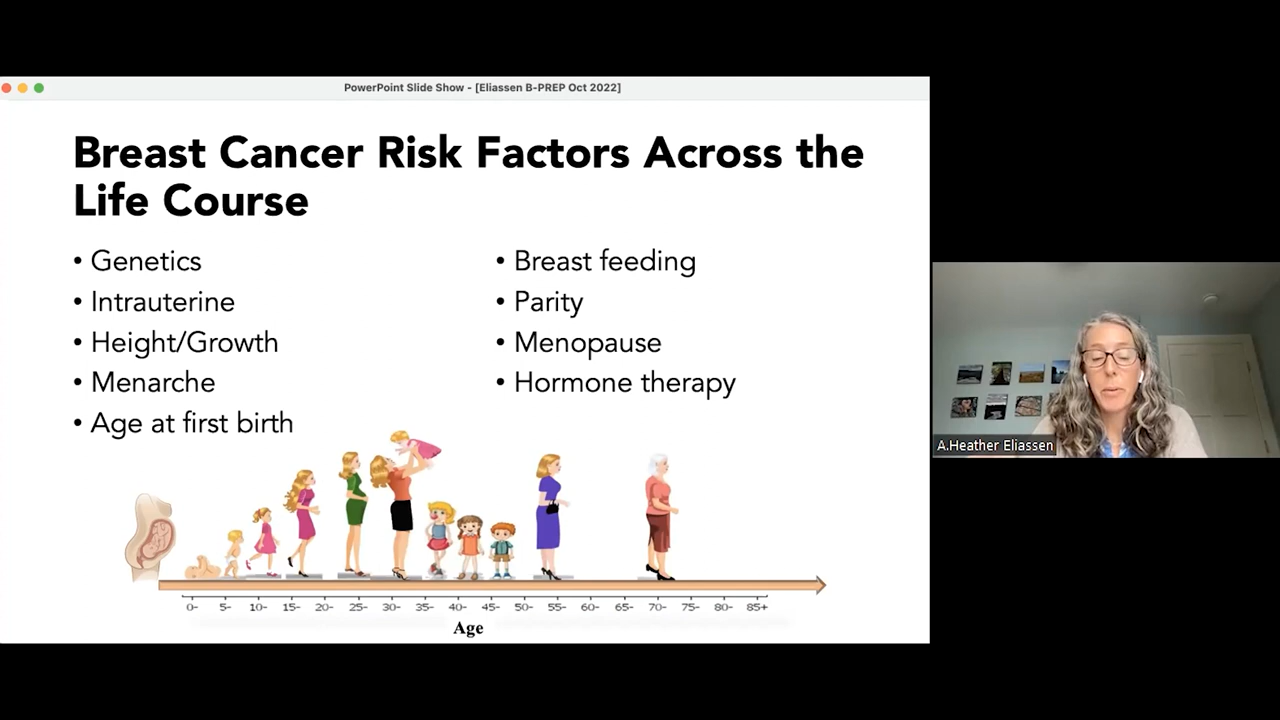 PowerPoint Slide Show - [Eliassen B-PREP Oct 2022]
Breast Cancer Risk Factors Across the
Life Course
• Genetics
• Intrauterine
• Height/Growth
• Menarche
• Age at first birth
• Breast feeding
• Parity
• Menopause
• Hormone therapy
0- 5- 10- 15- 20- 25- 30- 35- 40- 45- 50- 55- 60- 65- 70- 75- 80- 85+
Age
A.Heather Eliassen